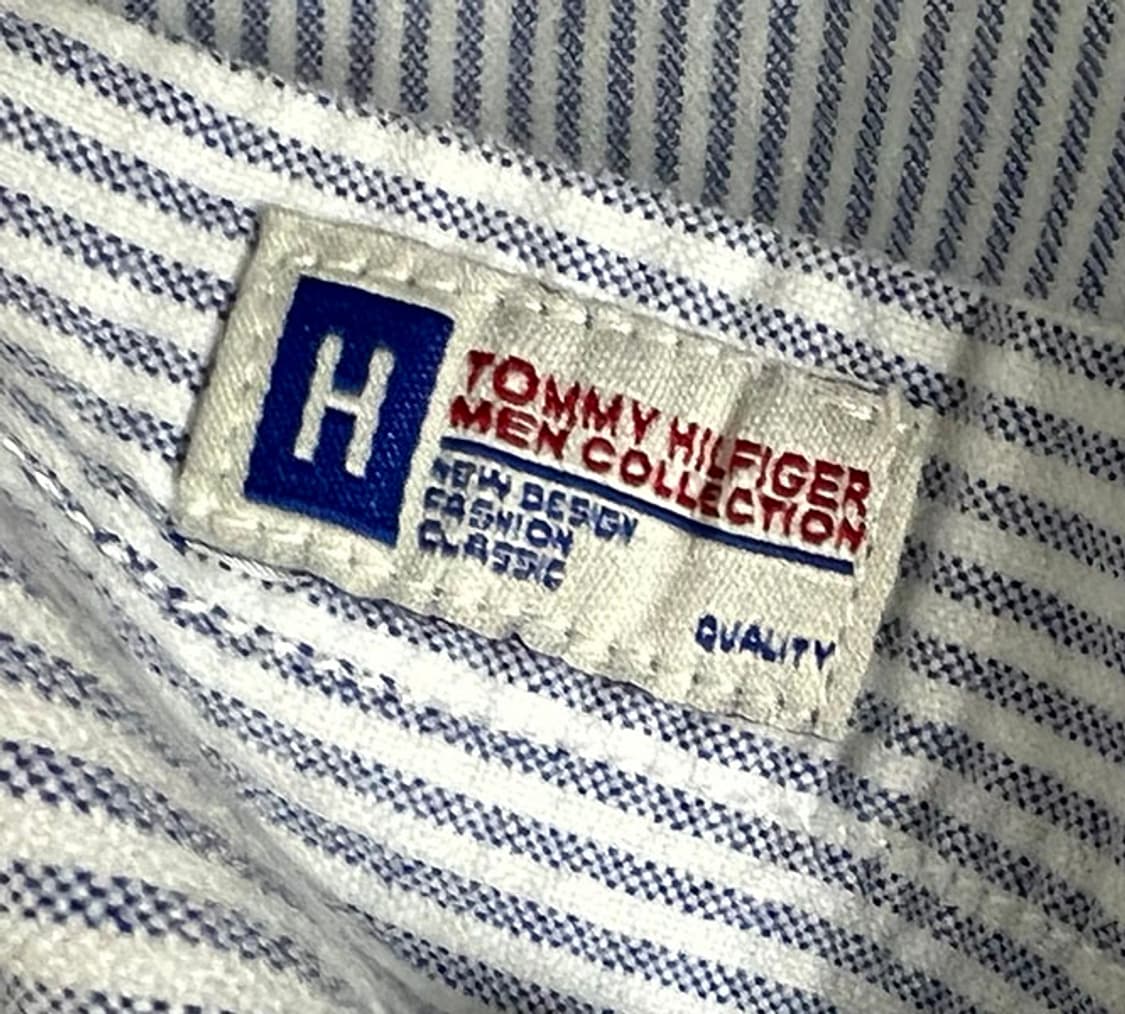 H
TOMMY HILFIGER
MEN COLLECTION
NEW DESIGN
FASHION
CLASSIC
QUALITY